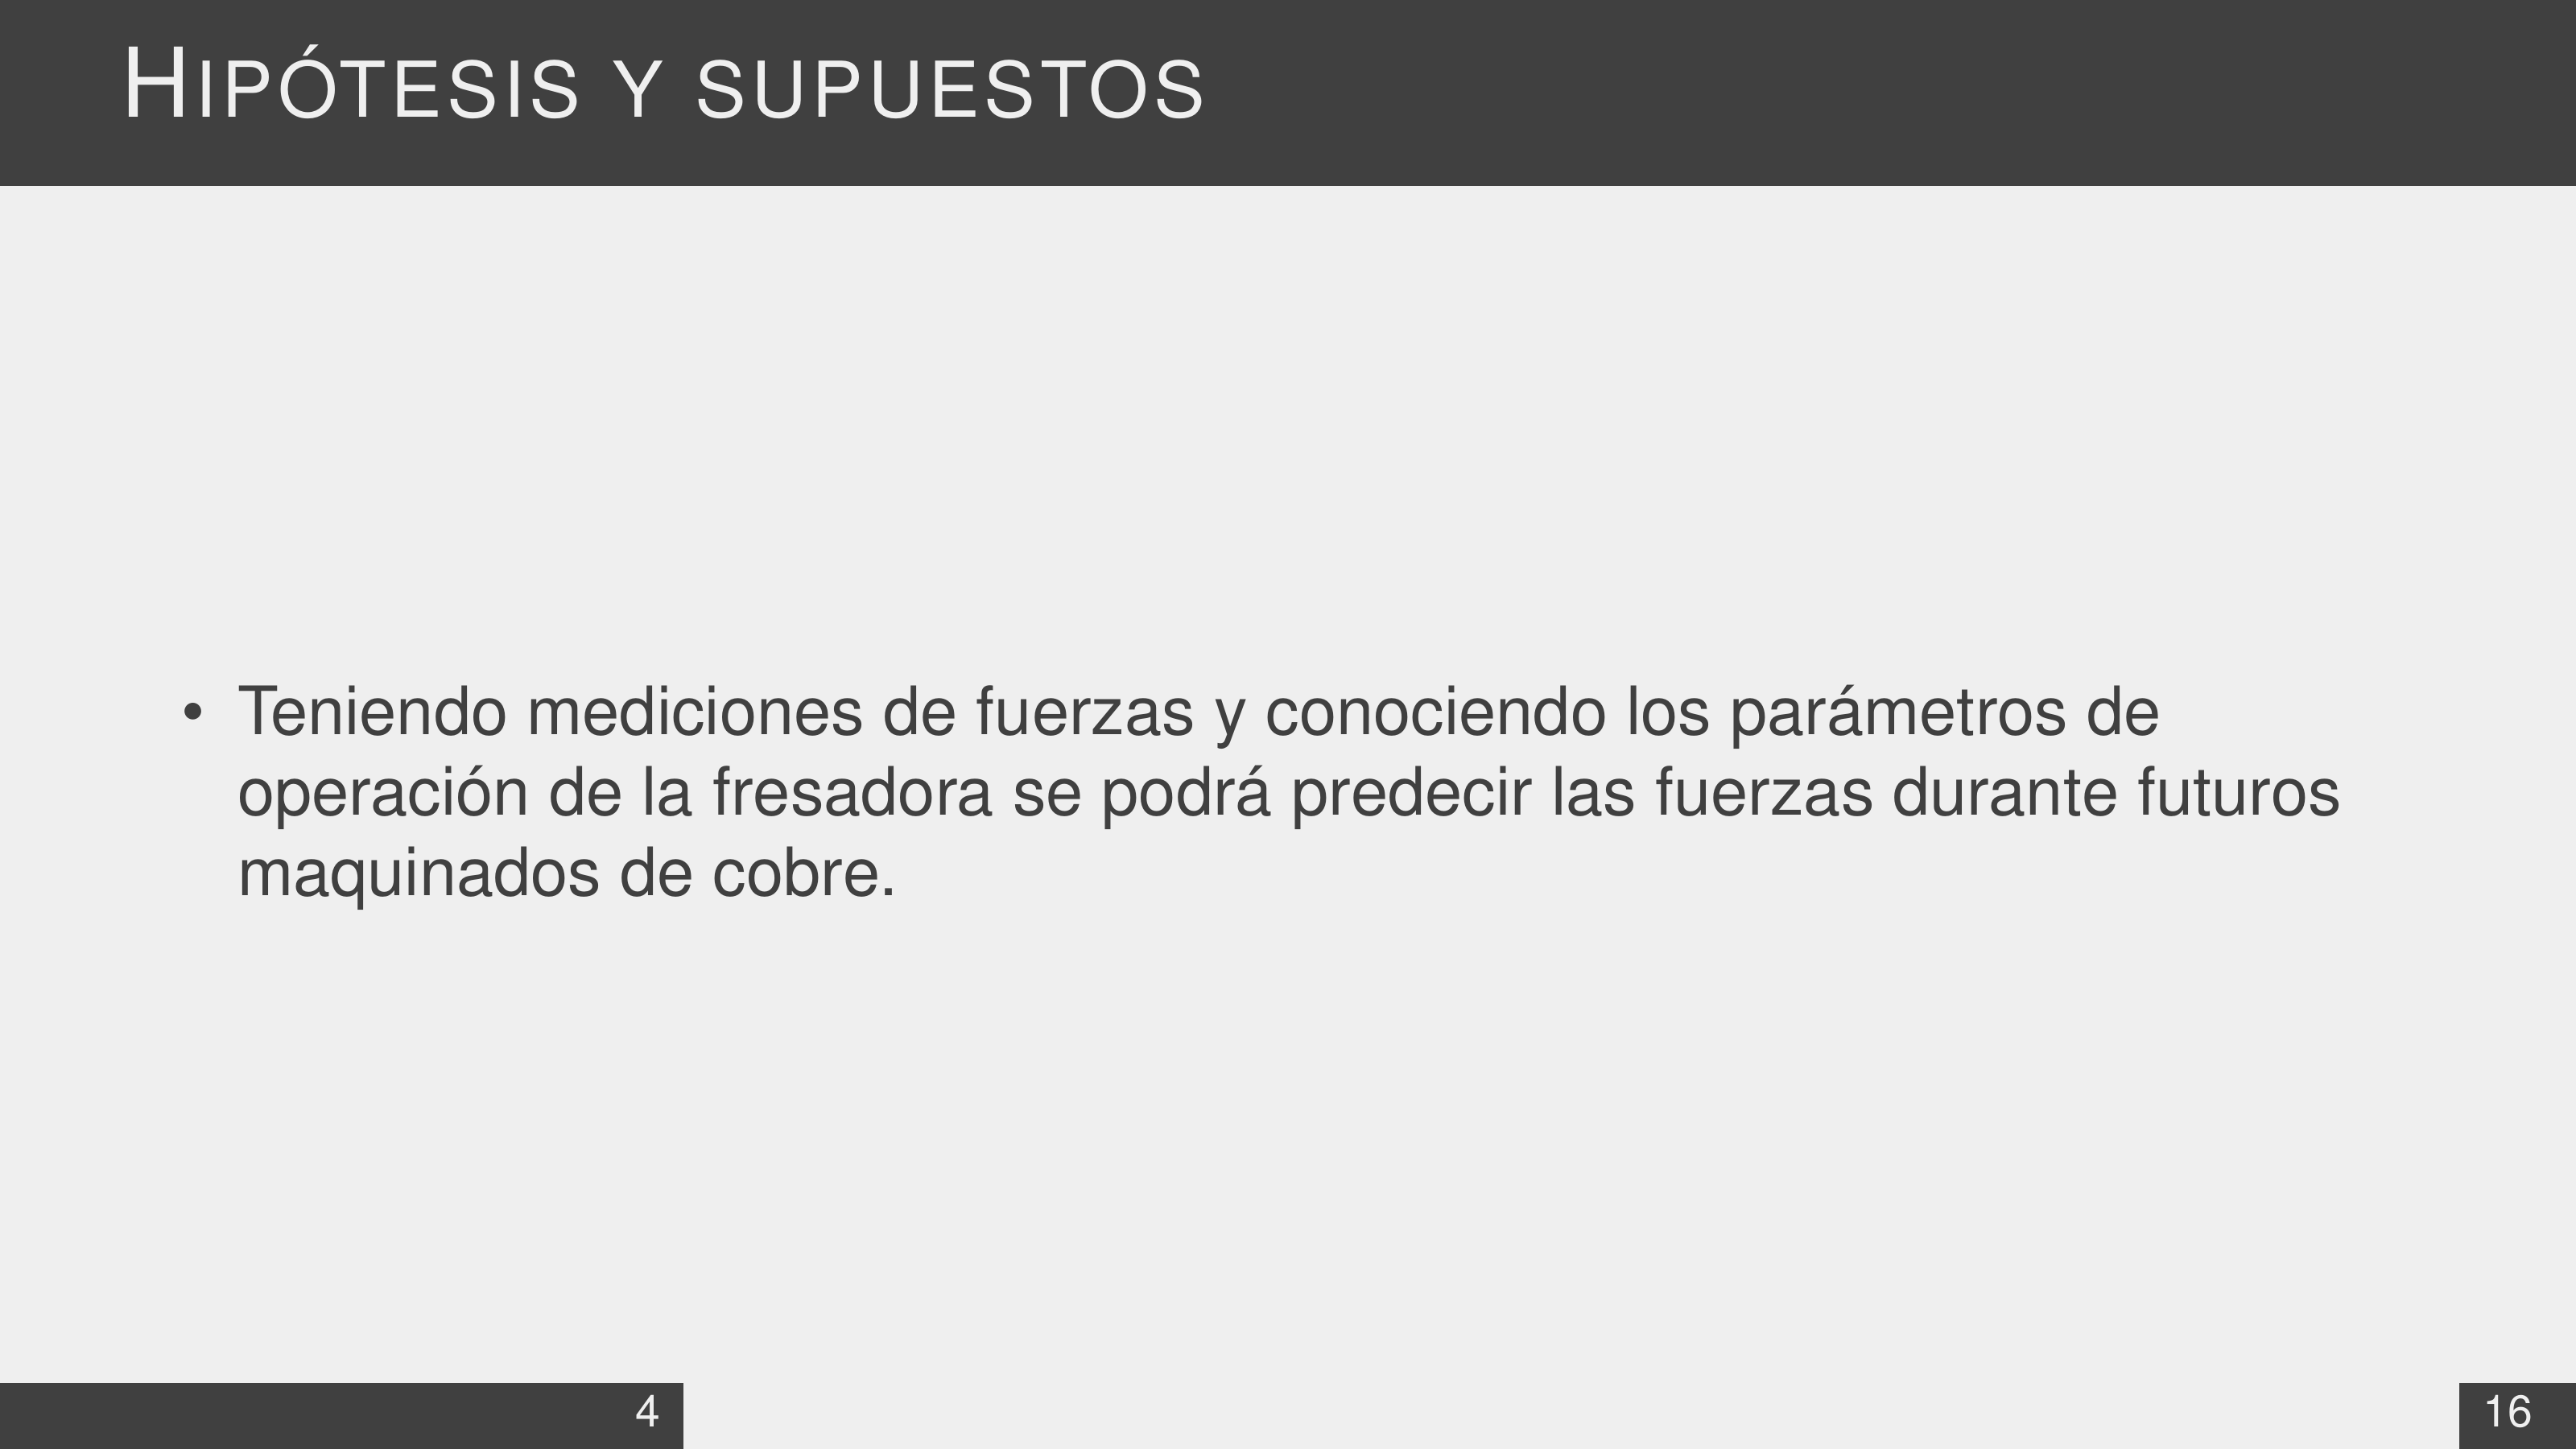 Hipótesis y supuestos
• Teniendo mediciones de fuerzas y conociendo los parámetros de
operación de la fresadora se podrá predecir las fuerzas durante futuros
maquinados de cobre.
4
16